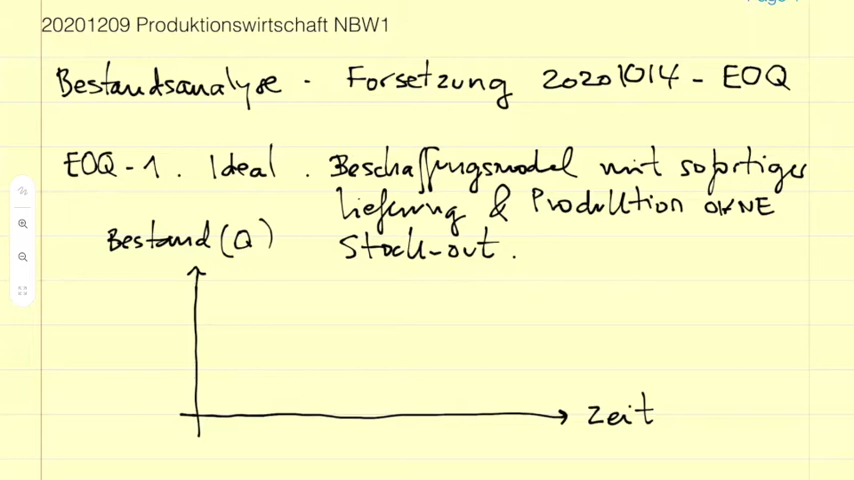 20201209 Produktionswirtschaft NBW1
Bestandsanalyse - Forsetzung 20201014 - EOQ
EOQ-1. Ideal. Beschaffungsmodel mit sofortiger
Lieferung & Produktion OHNE
Bestand (Q) Stock-out.
Zeit